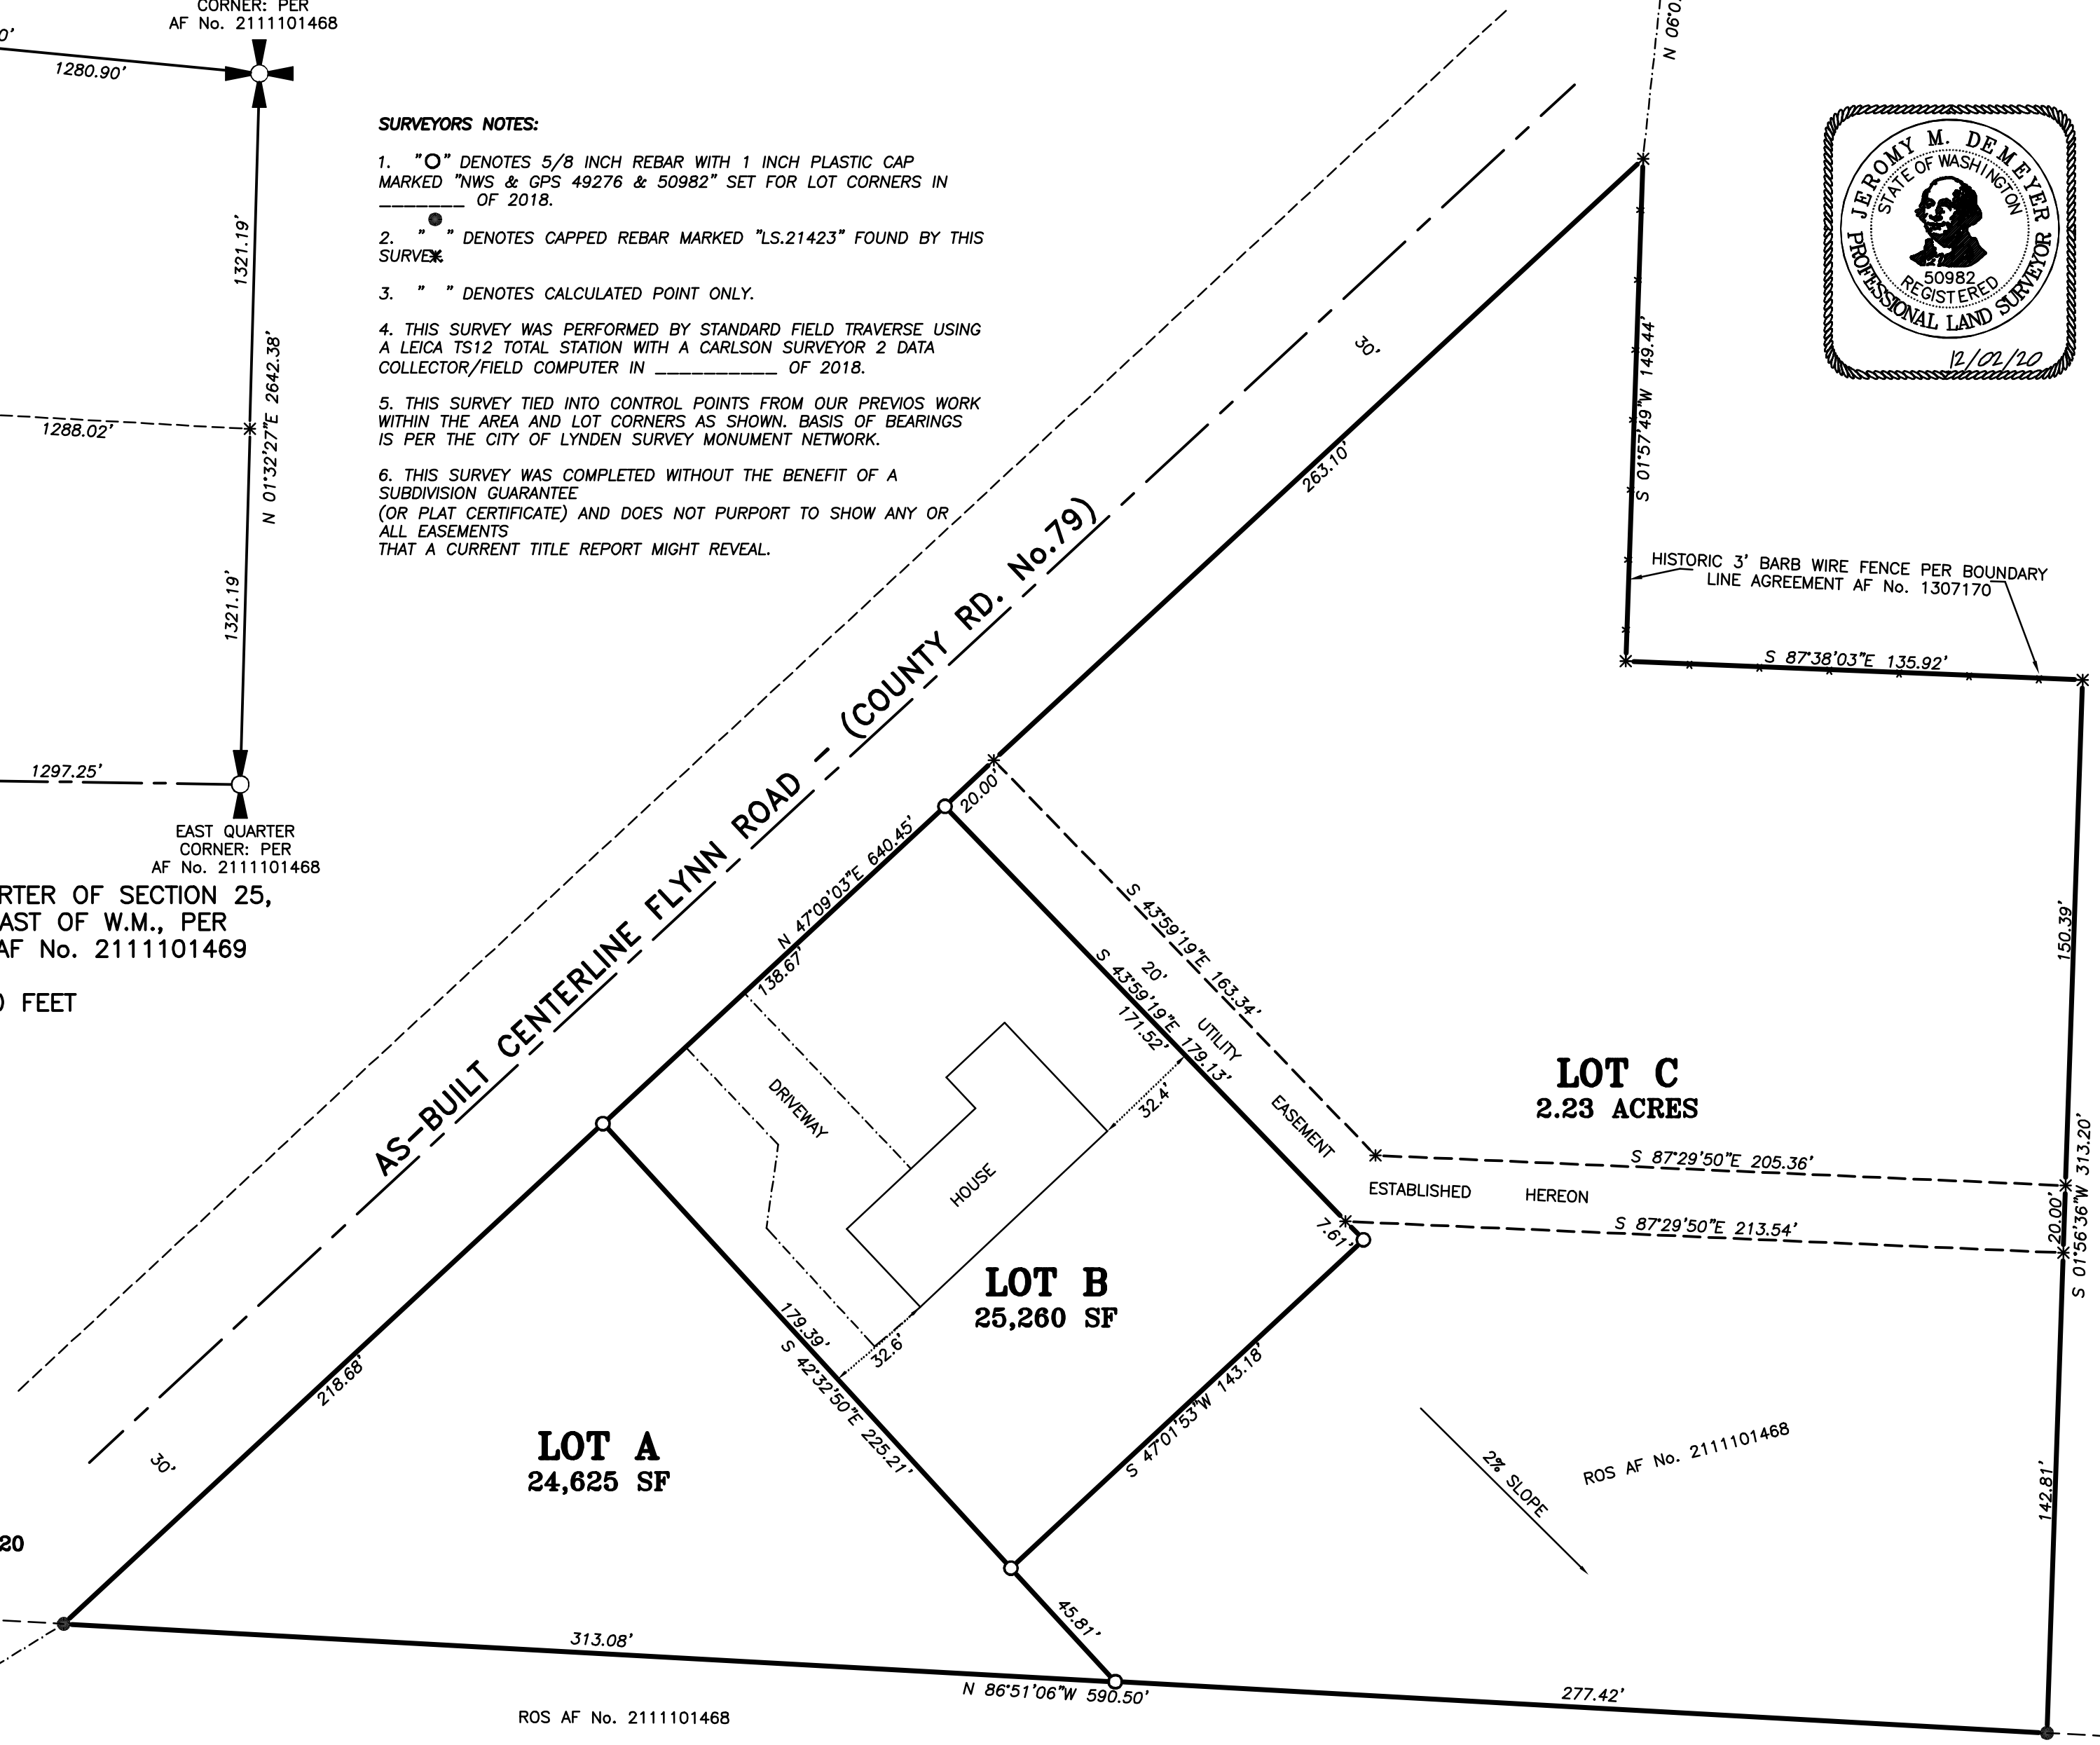 CORNER: PER
AF No. 2111101468
0'
1280.90'
1321.19'
N 01°32'27"E 2642.38'
1288.02'
1321.19'
1297.25'
EAST QUARTER
CORNER: PER
AF No. 2111101468
RTER OF SECTION 25,
AST OF W.M., PER
AF No. 2111101469
FEET
20
SURVEYORS NOTES:
1. "O" DENOTES 5/8 INCH REBAR WITH 1 INCH PLASTIC CAP
MARKED "NWS & GPS 49276 & 50982" SET FOR LOT CORNERS IN
_______ OF 2018.
2. " " DENOTES CAPPED REBAR MARKED "LS.21423" FOUND BY THIS
SURVEY.
3. " " DENOTES CALCULATED POINT ONLY.
4. THIS SURVEY WAS PERFORMED BY STANDARD FIELD TRAVERSE USING
A LEICA TS12 TOTAL STATION WITH A CARLSON SURVEYOR 2 DATA
COLLECTOR/FIELD COMPUTER IN __________ OF 2018.
5. THIS SURVEY TIED INTO CONTROL POINTS FROM OUR PREVIOS WORK
WITHIN THE AREA AND LOT CORNERS AS SHOWN. BASIS OF BEARINGS
IS PER THE CITY OF LYNDEN SURVEY MONUMENT NETWORK.
6. THIS SURVEY WAS COMPLETED WITHOUT THE BENEFIT OF A
SUBDIVISION GUARANTEE
(OR PLAT CERTIFICATE) AND DOES NOT PURPORT TO SHOW ANY OR
ALL EASEMENTS
THAT A CURRENT TITLE REPORT MIGHT REVEAL.
JEROMY M. DEMEYER
STATE OF WASHINGTON
50982
REGISTERED
PROFESSIONAL LAND SURVEYOR
12/02/20
30'
263.10'
S 01°57'49"W 149.44'
HISTORIC 3' BARB WIRE FENCE PER BOUNDARY
LINE AGREEMENT AF No. 1307170
S 87°38'03"E 135.92'
AS-BUILT CENTERLINE FLYNN ROAD - (COUNTY RD. No.79)
20.00'
N 47°09'03"E 640.45'
138.67'
S 43°59'19"E 163.34'
S 43°59'19"E 179.13'
171.52'
20'
UTILITY
EASEMENT
ESTABLISHED HEREON
150.39'
LOT C
2.23 ACRES
S 87°29'50"E 205.36'
S 87°29'50"E 213.54'
20.00'
S 01°56'36"W 313.20'
7.61'
DRIVEWAY
HOUSE
32.4'
32.6'
LOT B
25,260 SF
179.39'
S 42°32'50"E 225.21'
S 47°01'53"W 143.18'
218.68'
30'
LOT A
24,625 SF
2% SLOPE
ROS AF No. 2111101468
142.81'
45.81'
313.08'
N 86°51'06"W 590.50'
277.42'
ROS AF No. 2111101468